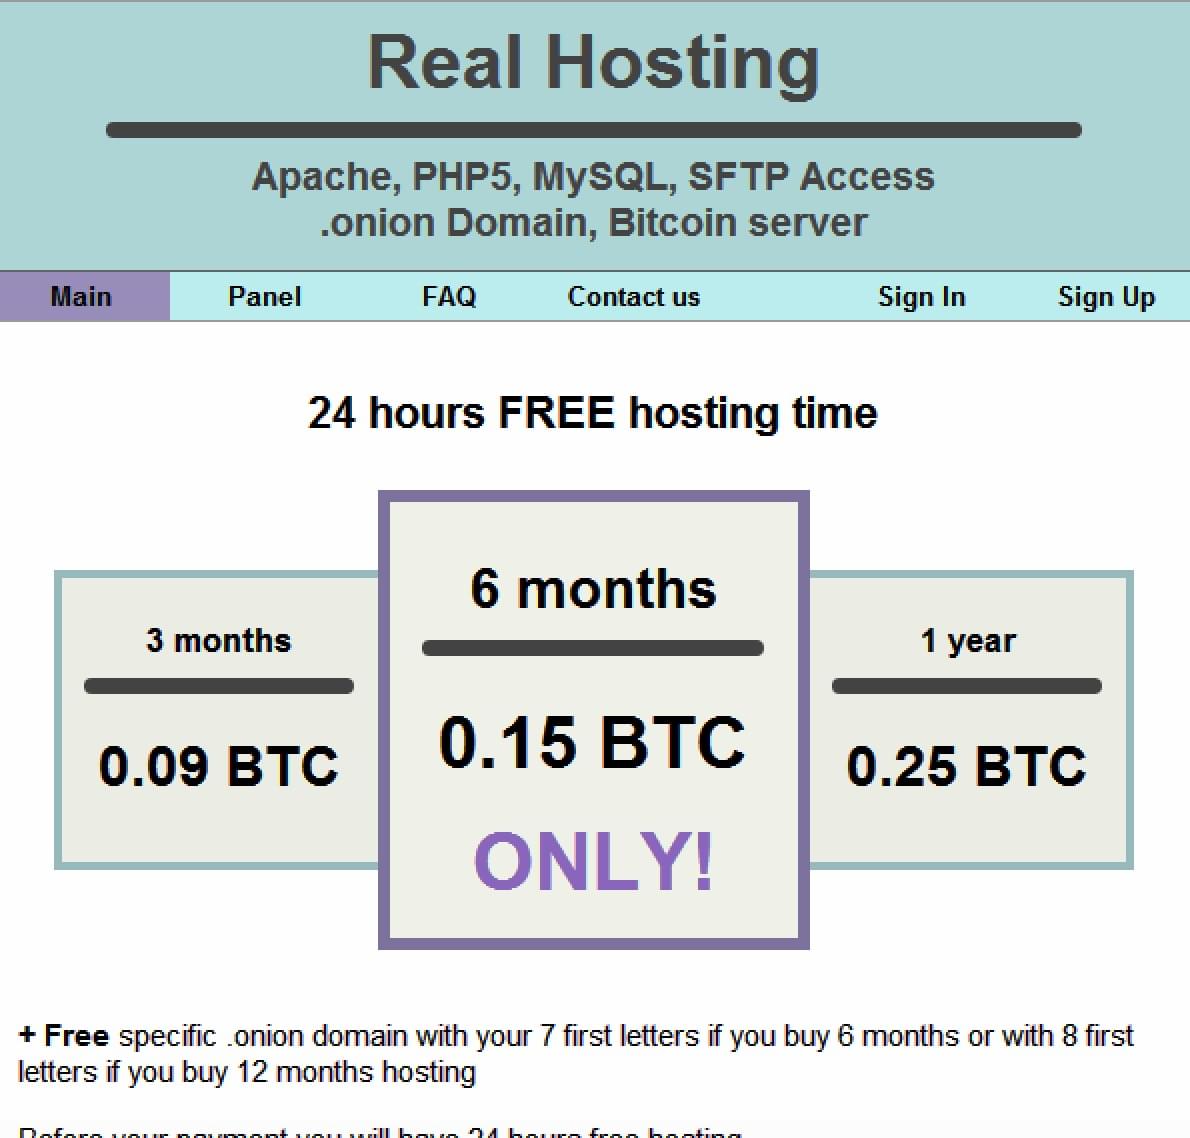 Real Hosting
Apache, PHP5, MySQL, SFTP Access
.onion Domain, Bitcoin server
Main Panel FAQ Contact us Sign In Sign Up
24 hours FREE hosting time
3 months
0.09 BTC
6 months
0.15 BTC
ONLY!
1 year
0.25 BTC
+ Free specific .onion domain with your 7 first letters if you buy 6 months or with 8 first
letters if you buy 12 months hosting
Before your payment you will have 24 hours free hosting